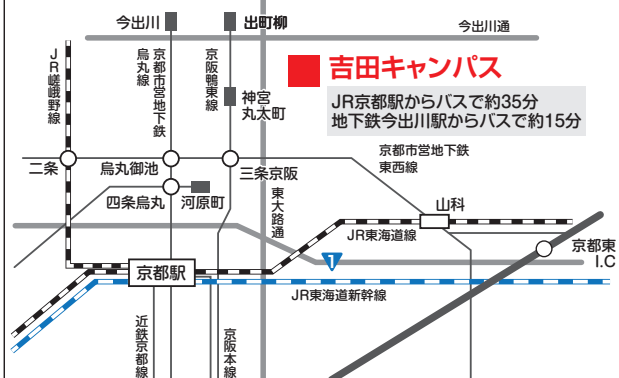 今出川
出町柳
今出川通
JR嵯峨野線
京都市営地下鉄
烏丸線
京阪鴨東線
神宮
丸太町
吉田キャンパス
JR京都駅からバスで約35分
地下鉄今出川駅からバスで約15分
京都市営地下鉄
東西線
二条
烏丸御池
三条京阪
四条烏丸
河原町
東大路通
山科
JR東海道線
京都東
I.C
1
京都駅
JR東海道新幹線
近鉄京都線
京阪本線